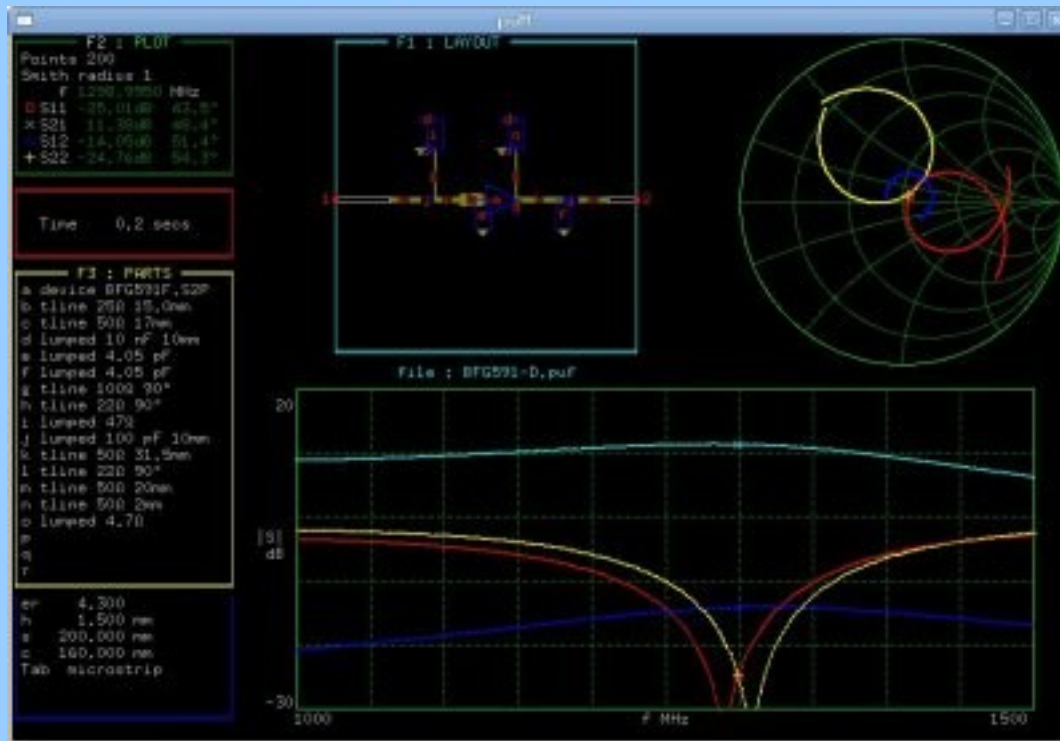 puff
F2 : PLOT
Points 200
Smith radius 1
f 1298.9950 MHz
S11 -25.01dB 43.5°
S21 11.38dB 48.4°
S12 -14.05dB 51.4°
S22 -24.76dB 54.3°
Time 0.2 secs
F3 : PARTS
a device BFG591F.S2P
b tline 25Ω 15.0mm
c tline 50Ω 17mm
d lumped 10 nF 10mm
e lumped 4.05 pF
f lumped 4.05 pF
g tline 100Ω 90°
h tline 22Ω 90°
i lumped 47Ω
j lumped 100 pF 10mm
k tline 50Ω 31.5mm
l tline 22Ω 90°
m tline 50Ω 20mm
n tline 50Ω 2mm
o lumped 4.7Ω
p
q
r
er 4.300
h 1.500 mm
s 200.000 mm
c 160.000 mm
Tab microstrip
F1 : LAYOUT
1
2
File : BFG591-D.puf
20
|S|
dB
-30
1000
f MHz
1500